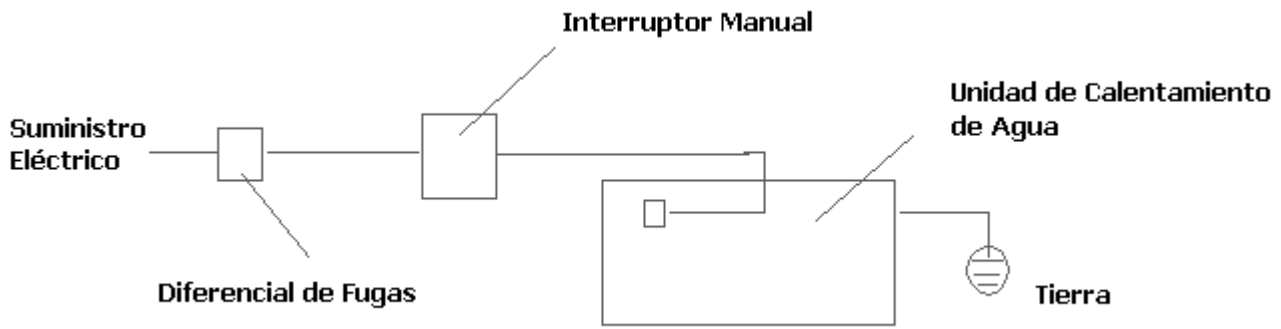 Interruptor Manual
Suministro
Eléctrico
Unidad de Calentamiento
de Agua
Diferencial de Fugas
Tierra